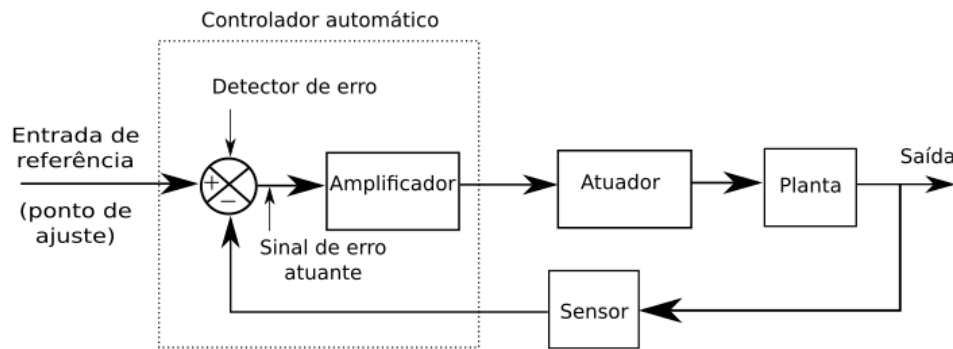 Controlador automático
Detector de erro
Entrada de
referência
(ponto de
ajuste)
+
−
Sinal de erro
atuante
Amplificador
Atuador
Planta
Saída
Sensor